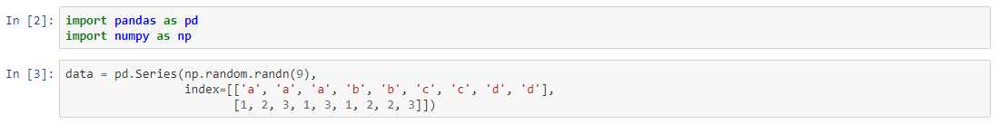 In [2]: import pandas as pd
import numpy as np
In [3]: data = pd.Series(np.random.randn(9),
index=[['a', 'a', 'a', 'b', 'b', 'c', 'c', 'd', 'd'],
[1, 2, 3, 1, 3, 1, 2, 2, 3]])